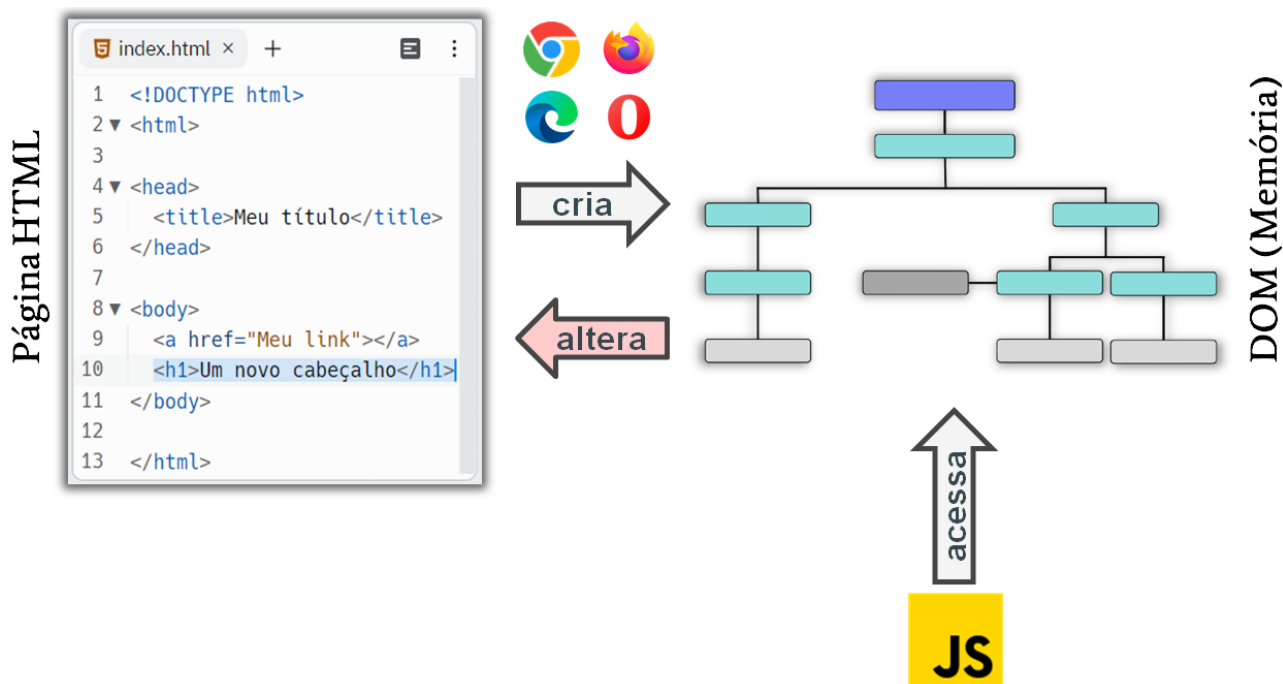 Página HTML
index.html × +
1 <!DOCTYPE html>
2 <html>
3
4 <head>
5 <title>Meu título</title>
6 </head>
7
8 <body>
9 <a href="Meu link"></a>
10 <h1>Um novo cabeçalho</h1>
11 </body>
12
13 </html>
cria
altera
DOM (Memória)
acessa
JS